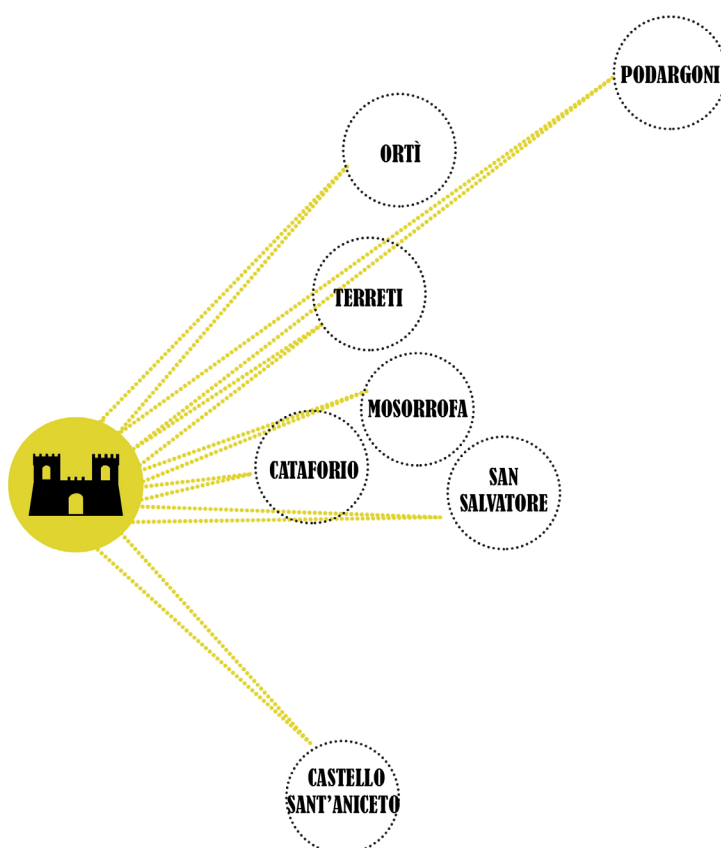 PODARGONI
ORTÌ
TERRETI
MOSORROFA
CATAFORIO
SAN
SALVATORE
CASTELLO
SANT'ANICETO